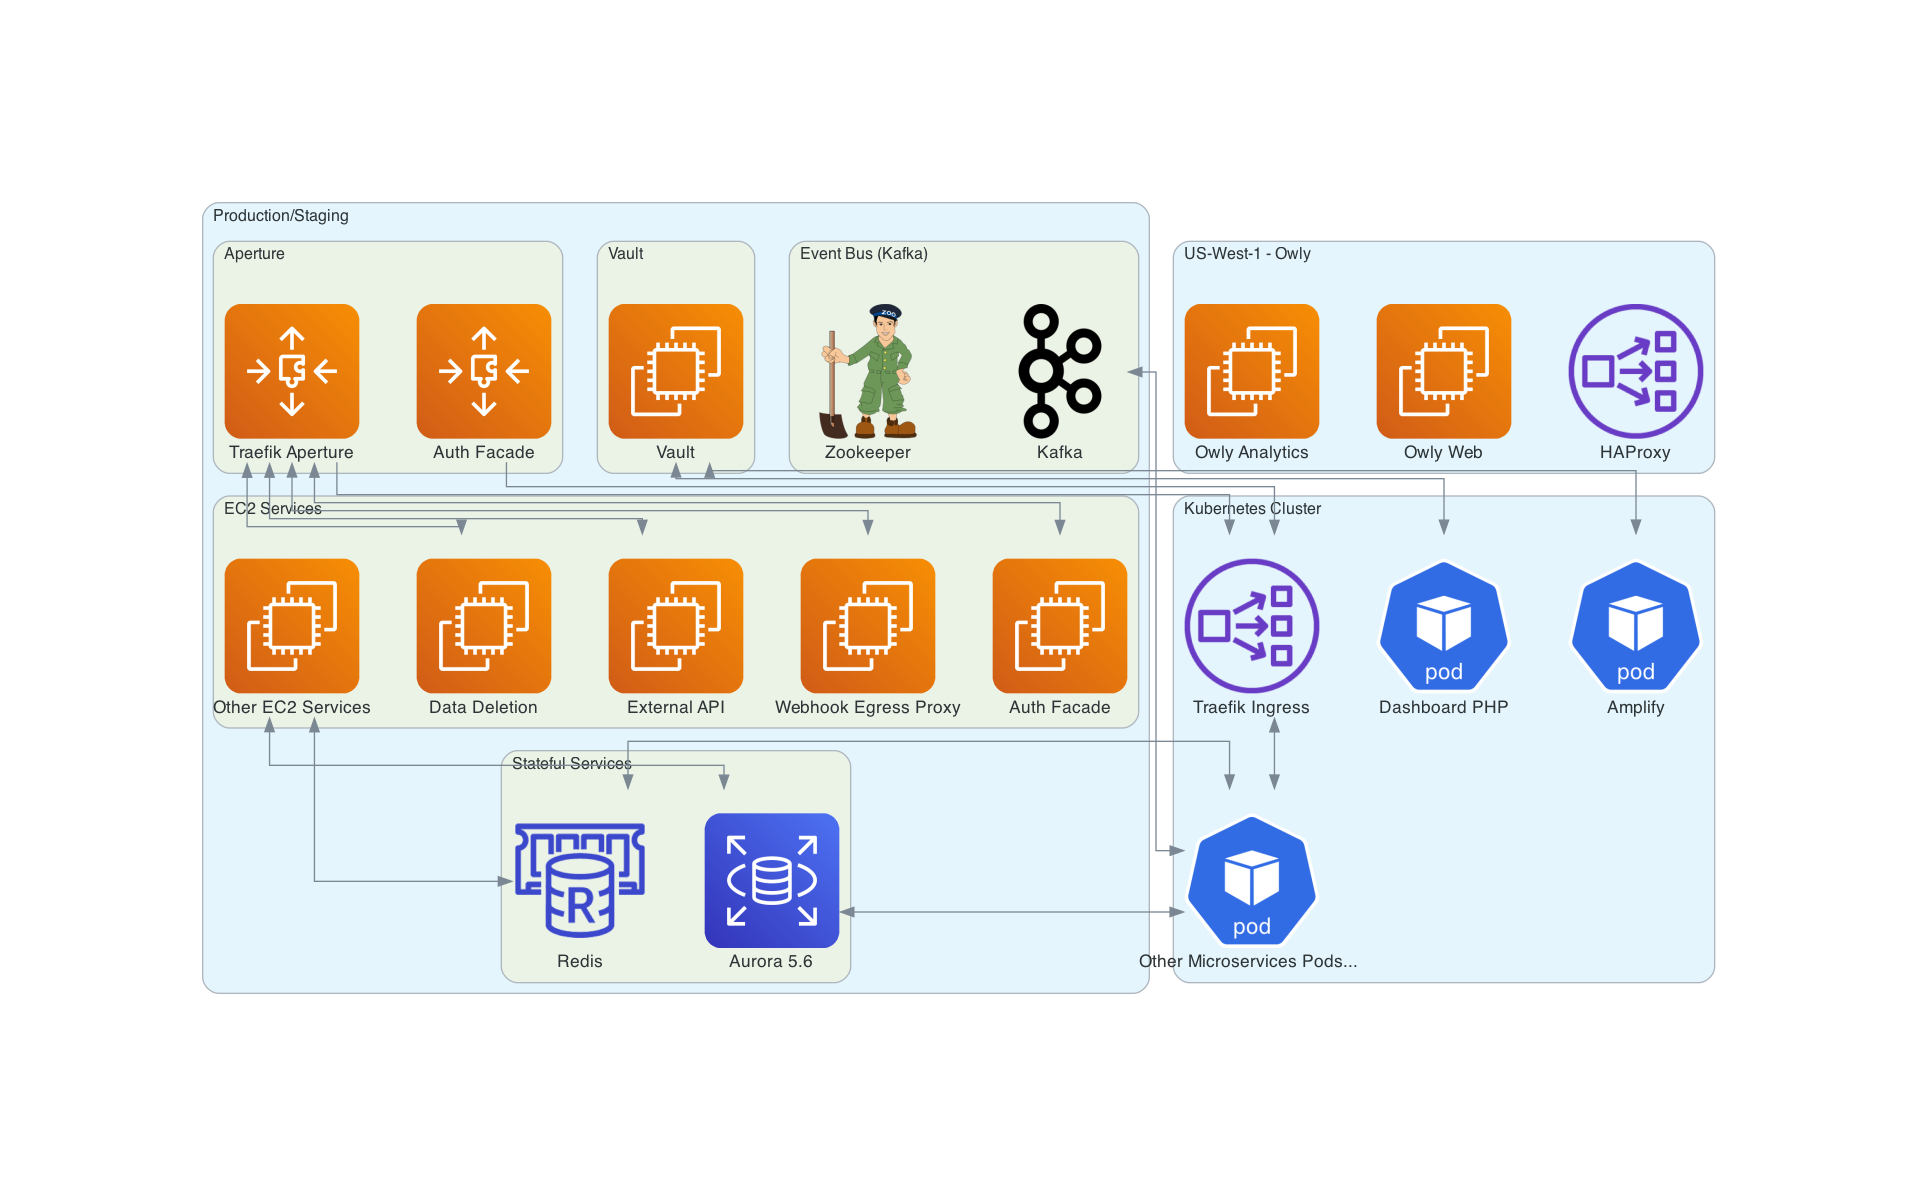 Production/Staging
Aperture
Vault
Event Bus (Kafka)
US-West-1 - Owly
ZOO
Traefik Aperture
Auth Facade
Vault
Zookeeper
Kafka
Owly Analytics
Owly Web
HAProxy
EC2 Services
Kubernetes Cluster
pod
pod
Other EC2 Services
Data Deletion
External API
Webhook Egress Proxy
Auth Facade
Traefik Ingress
Dashboard PHP
Amplify
Stateful Services
R
pod
Redis
Aurora 5.6
Other Microservices Pods...